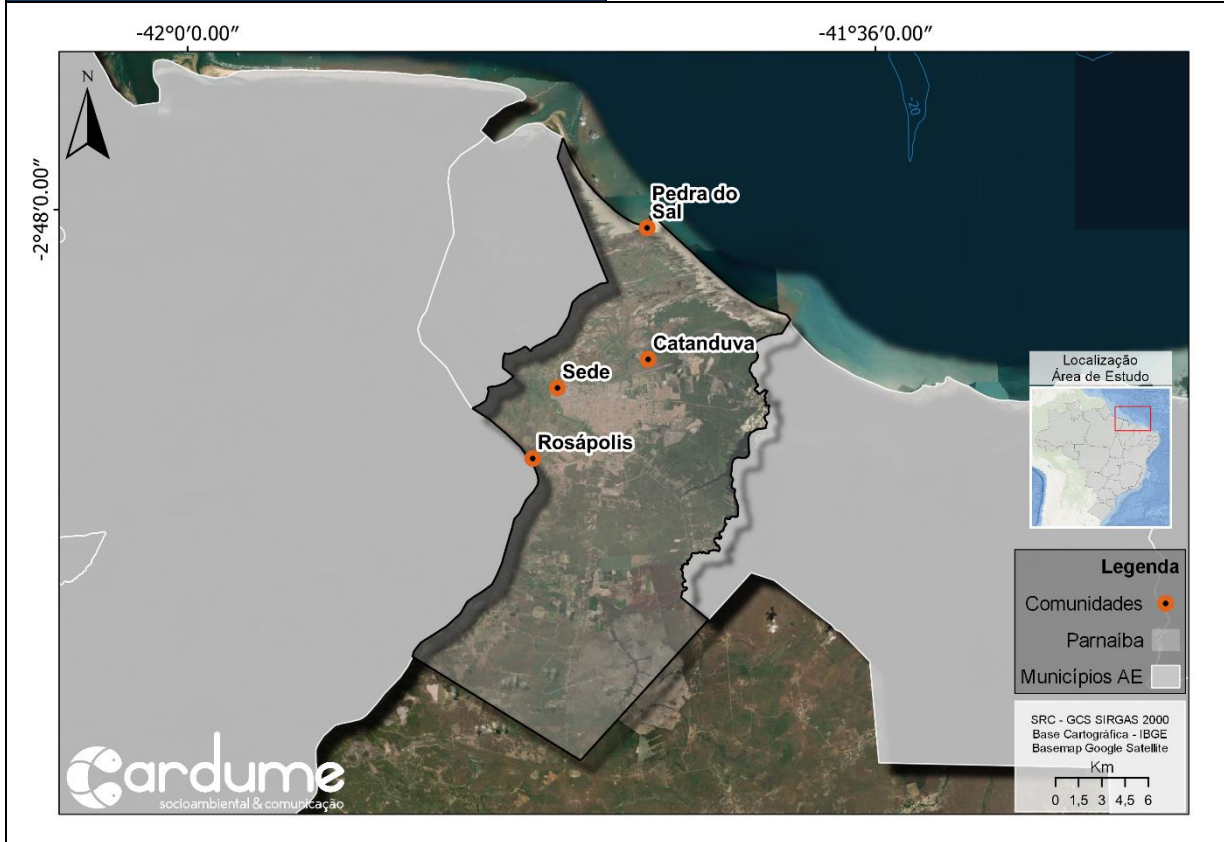 -42°0′0.00″
-41°36′0.00″
N
-20
-2°48′0.00″
Pedra do
Sal
Catanduva
Sede
Rosápolis
Localização
Área de Estudo
Legenda
Comunidades
Parnaíba
Municípios AE
SRC - GCS SIRGAS 2000
Base Cartográfica - IBGE
Basemap Google Satellite
Km
0 1,5 3 4,5 6
Cardume
socioambiental & comunicação